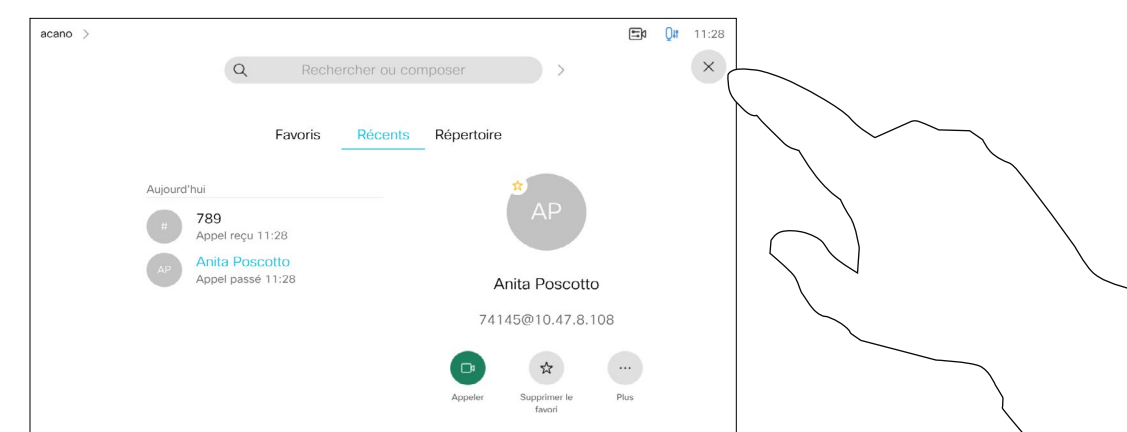 acano >
11:28
Rechercher ou composer >
Favoris Récents Répertoire
Aujourd'hui
#
789
Appel reçu 11:28
AP
Anita Poscotto
Appel passé 11:28
AP
Anita Poscotto
74145@10.47.8.108
Appeler
Supprimer le
favori
Plus